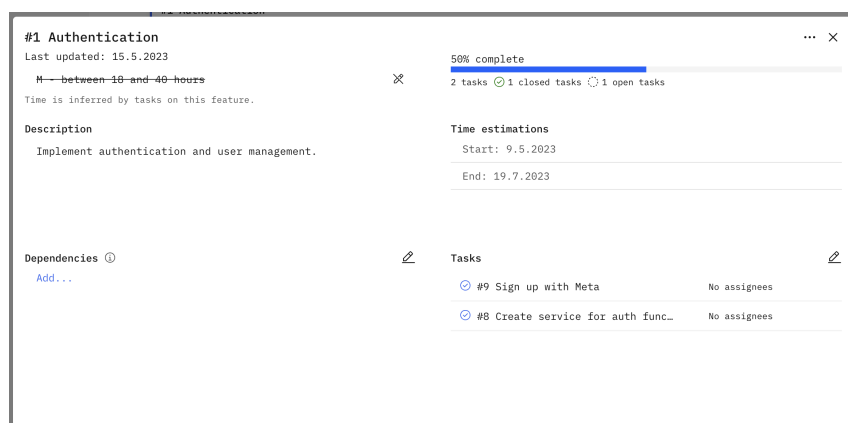 #1 Authentication
Last updated: 15.5.2023
M - between 18 and 40 hours
Time is inferred by tasks on this feature.
50% complete
2 tasks 1 closed tasks 1 open tasks
Description
Implement authentication and user management.
Time estimations
Start: 9.5.2023
End: 19.7.2023
Dependencies
Add...
Tasks
#9 Sign up with Meta No assignees
#8 Create service for auth func… No assignees